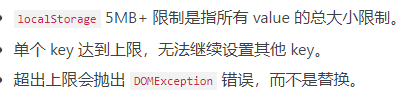 localStorage 5MB+ 限制是指所有 value 的总大小限制。
单个 key 达到上限，无法继续设置其他 key。
超出上限会抛出 DOMException 错误，而不是替换。